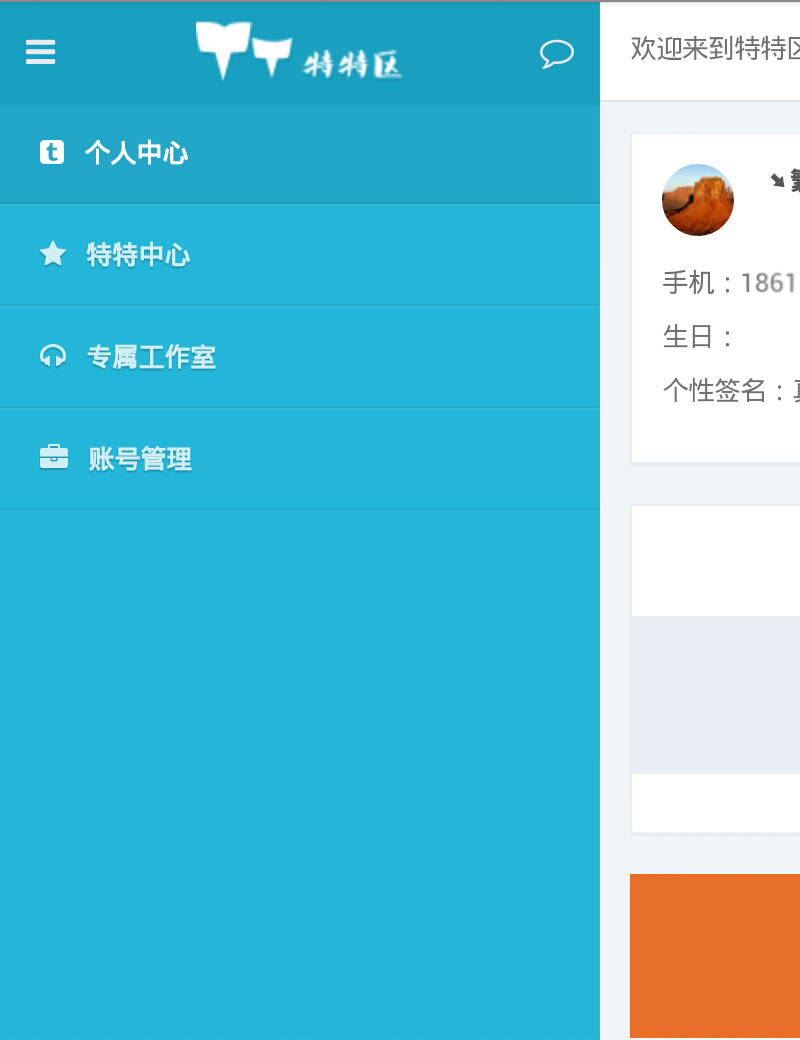 特特区
个人中心
特特中心
专属工作室
账号管理
欢迎来到特特区
手机：1861
生日：
个性签名：